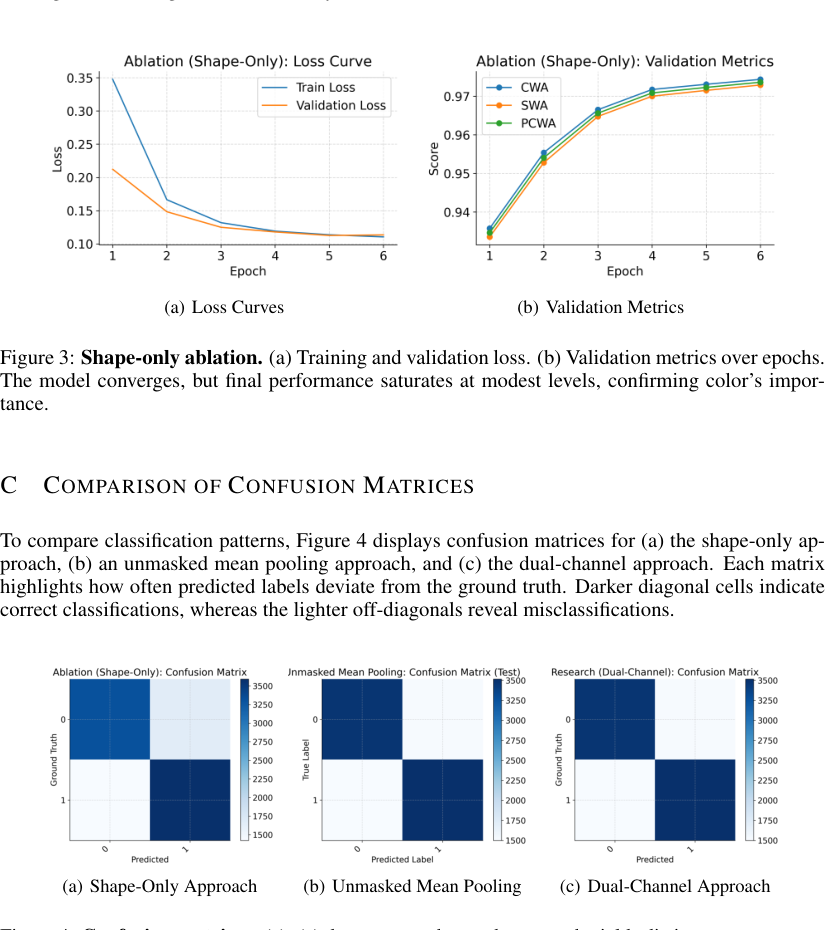 Ablation (Shape-Only): Loss Curve
0.35
0.30
0.25
0.20
0.15
0.10
Loss
Train Loss
Validation Loss
1 2 3 4 5 6
Epoch
(a) Loss Curves
Ablation (Shape-Only): Validation Metrics
0.97
0.96
0.95
0.94
Score
CWA
SWA
PCWA
1 2 3 4 5 6
Epoch
(b) Validation Metrics
Figure 3: Shape-only ablation. (a) Training and validation loss. (b) Validation metrics over epochs.
The model converges, but final performance saturates at modest levels, confirming color's impor-
tance.
C COMPARISON OF CONFUSION MATRICES
To compare classification patterns, Figure 4 displays confusion matrices for (a) the shape-only ap-
proach, (b) an unmasked mean pooling approach, and (c) the dual-channel approach. Each matrix
highlights how often predicted labels deviate from the ground truth. Darker diagonal cells indicate
correct classifications, whereas the lighter off-diagonals reveal misclassifications.
Ablation (Shape-Only): Confusion Matrix
Ground Truth
0
1
0 1
Predicted
3500
3250
3000
2750
2500
2250
2000
1750
1500
(a) Shape-Only Approach
Unmasked Mean Pooling: Confusion Matrix (Test)
True Label
0
1
0 1
Predicted Label
3500
3250
3000
2750
2500
2250
2000
1750
1500
(b) Unmasked Mean Pooling
Research (Dual-Channel): Confusion Matrix
Ground Truth
0
1
0 1
Predicted
3500
3250
3000
2750
2500
2250
2000
1750
1500
(c) Dual-Channel Approach